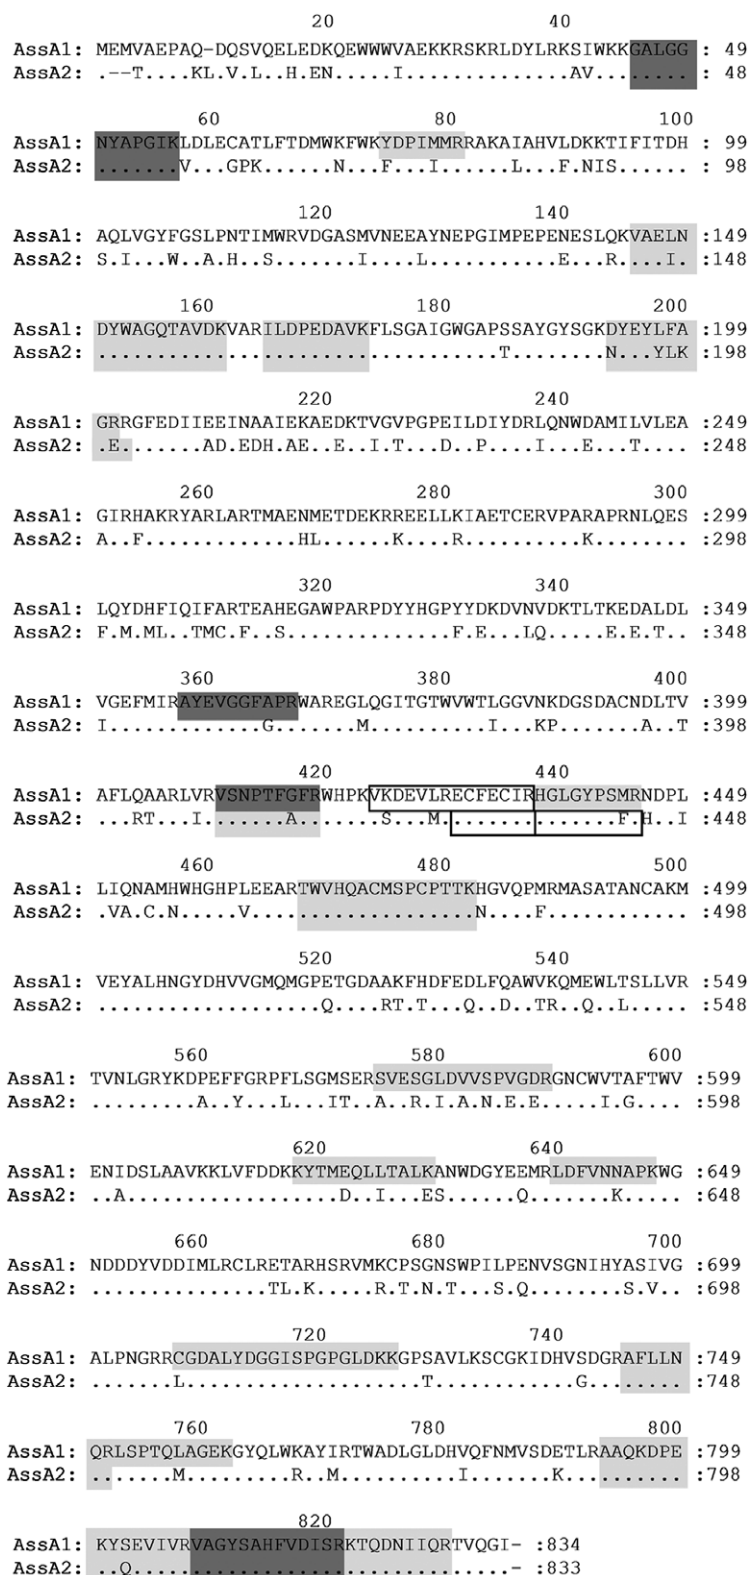 20 40
AssA1: MEMVAEPAQ-DQSVQELEDKQEWWWVAEKKRSKRLDYLRKSIWKKGALGG : 49
AssA2: .--T....KL.V.L..H.EN.....I..............AV........ : 48
60 80 100
AssA1: NYAPGIKLDLECATLFTDMWKFWKYDPIMMRRAKAIAHVLDKKTIFITDH : 99
AssA2: .......V...GPK......N...F...I......L...F.NIS...... : 98
120 140
AssA1: AQLVGYFGSLPNTIMWRVDGASMVNEEAYNEPGIMPEPENESLQKVAELN :149
AssA2: S.I...W..A.H..S.......I....L...........E...R....I. :148
160 180 200
AssA1: DYWAGQTAVDKVARILDPEDAVKFLSGAIGWGAPSSAYGYSGKDYEYLFA :199
AssA2: ..................................T........N...YLK :198
220 240
AssA1: GRRGFEDIIEEINAAIEKAEDKTVGVPGPEILDIYDRLQNWDAMILVLEA :249
AssA2: .E.......AD.EDH.AE..E..I.T...D..P....I...E...T.... :248
260 280 300
AssA1: GIRHAKRYARLARTMAENMETDEKRREELLKIAETCERVPARAPRNLQES :299
AssA2: A..F.............HL......K....R..........K........ :298
320 340
AssA1: LQYDHFIQIFARTEAHEGAWPARPDYYHGPYYDKDVNVDKTLTKEDALDL :349
AssA2: F.M.ML..TMC.F..S..............F.E...LQ.....E.E.T.. :348
360 380 400
AssA1: VGEFMIRAYEVGGFAPRWAREGLQGITGTWVWTLGGVNKDGSDACNDLTV :399
AssA2: I.............G.......M..........I...KP.......A..T :398
420 440
AssA1: AFLQAARLVRVSNPTFGFRWHPKVKDEVLRECFECIRHGLGYPSMRNDPL :449
AssA2: ...RT...I.......A.......S...M...............F.H..I :448
460 480 500
AssA1: LIQNAMHWHGHPLEEARTWVHQACMSPCPTTKHGVQPMRMASATANCAKM :499
AssA2: .VA.C.N.....V...................N....F............ :498
520 540
AssA1: VEYALHNGYDHVVGMQMGPETGDAAKFHDFEDLFQAWVKQMEWLTSLLVR :549
AssA2: ...................Q....RT.T...Q..D..TR..Q..L..... :548
560 580 600
AssA1: TVNLGRYKDPEFFGRPFLSGMSERSVESGLDVVSPVGDRGNCWVTAFTWV :599
AssA2: .........A..Y...L...IT..A..R.I.A.N.E.E.....I.G.... :598
620 640
AssA1: ENIDSLAAVKKLVFDDKKYTMEQLLTALKANWDGYEEMRLDFVNNAPKWG :649
AssA2: ..A..................D..I...ES......Q.......K..... :648
660 680 700
AssA1: NDDDYVDDIMLRCLRETARHSRVMKCPSGNSWPILPENVSGNIHYASIVG :699
AssA2: ...............TL.K.....R.T.N.T...S.Q........S.V.. :698
720 740
AssA1: ALPNGRRCGDALYDGGISPGPGLDKKGPSAVLKSCGKIDHVSDGRAFLLN :749
AssA2: .......L....................T............G........ :748
760 780 800
AssA1: QRLSPTQLAGEKGYQLWKAYIRTWADLGLDHVQFNMVSDETLRAAQKDPE :799
AssA2: .......M.........R..M..........I.......K.......... :798
820
AssA1: KYSEVIVRVAGYSAHFVDISRKTQDNIIQRTVQGI- :834
AssA2: ..Q................................- :833